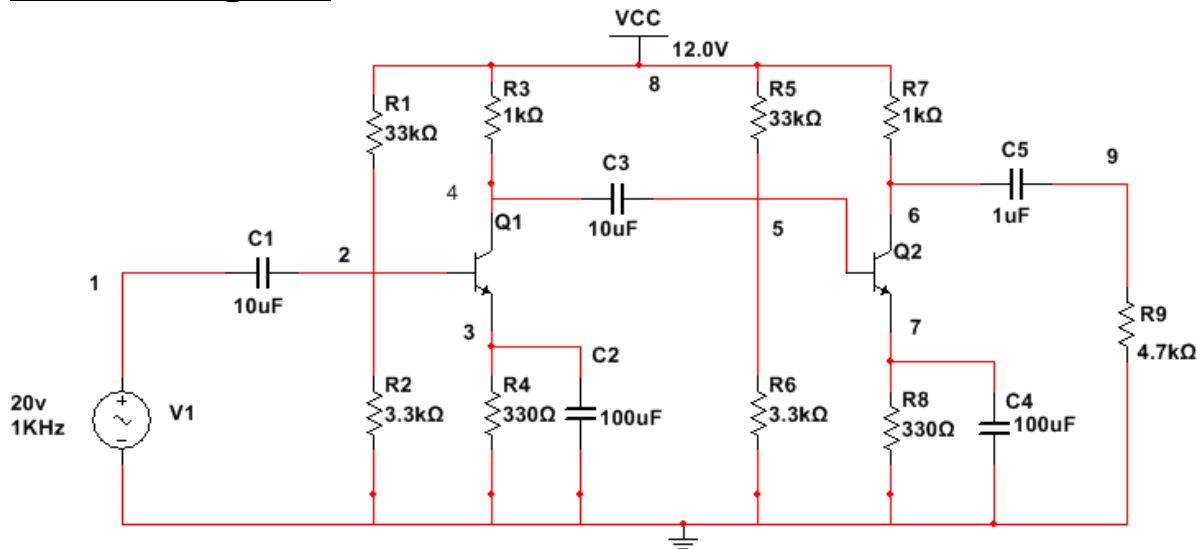 VCC
12.0V
8
R1
33kΩ
R3
1kΩ
R5
33kΩ
R7
1kΩ
C3
10uF
C5
1uF
9
4
Q1
5
6
Q2
C1
10uF
2
1
3
7
R9
4.7kΩ
C2
100uF
R2
3.3kΩ
R4
330Ω
R6
3.3kΩ
R8
330Ω
C4
100uF
20v
1KHz
V1